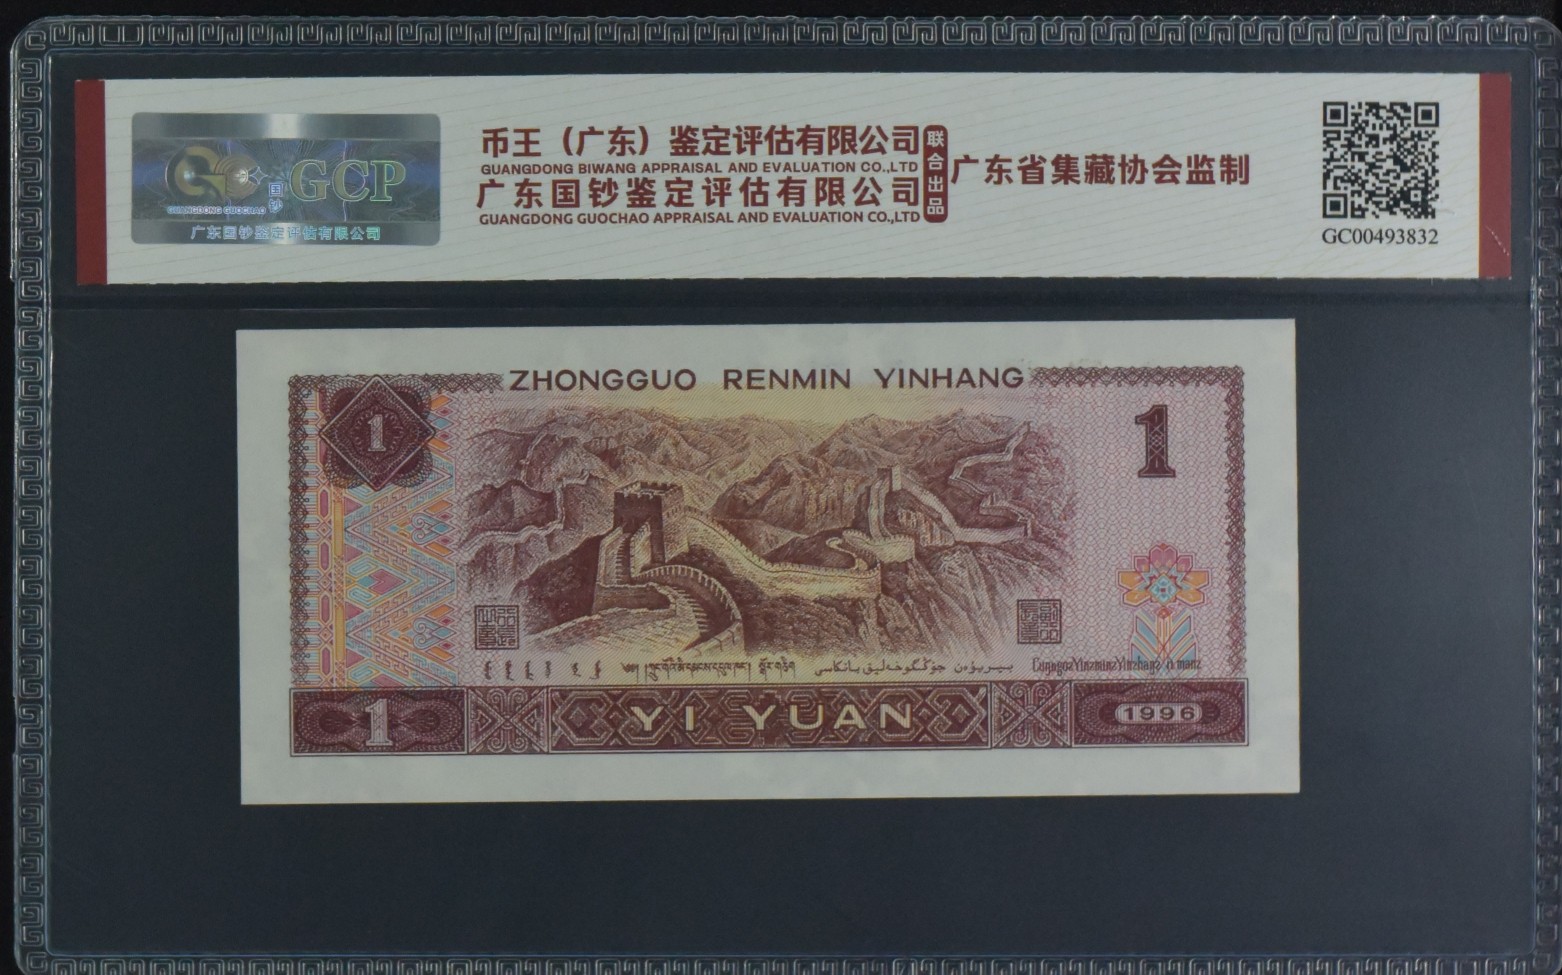 GCP
国钞
GUANGDONG GUOCHAO
广东国钞鉴定评估有限公司
币王（广东）鉴定评估有限公司
GUANGDONG BIWANG APPRAISAL AND EVALUATION CO.,LTD
广东国钞鉴定评估有限公司
GUANGDONG GUOCHAO APPRAISAL AND EVALUATION CO.,LTD
联合出品
广东省集藏协会监制
GC00493832
ZHONGGUO RENMIN YINHANG
1
1
1
YI YUAN
1996